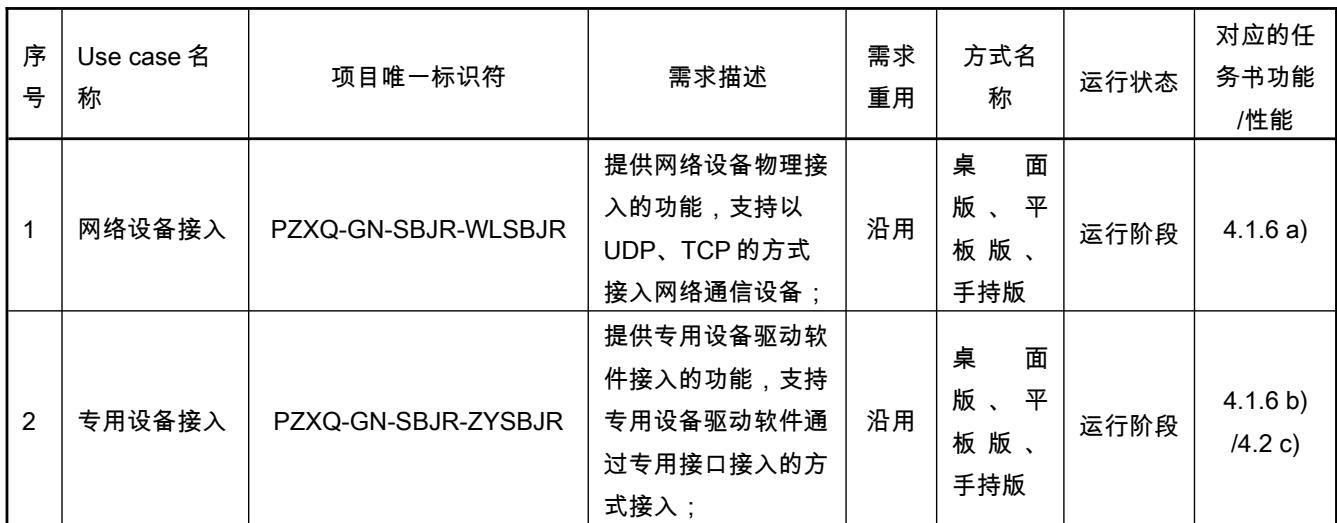 序号
Use case 名称
项目唯一标识符
需求描述
需求重用
方式名称
运行状态
对应的任务书功能/性能
1
网络设备接入
PZXQ-GN-SBJR-WLSBJR
提供网络设备物理接
入的功能，支持以
UDP、TCP 的方式
接入网络通信设备；
沿用
桌面
版、平
板版、
手持版
运行阶段
4.1.6 a)
2
专用设备接入
PZXQ-GN-SBJR-ZYSBJR
提供专用设备驱动软
件接入的功能，支持
专用设备驱动软件通
过专用接口接入的方
式接入；
沿用
桌面
版、平
板版、
手持版
运行阶段
4.1.6 b)
/4.2 c)